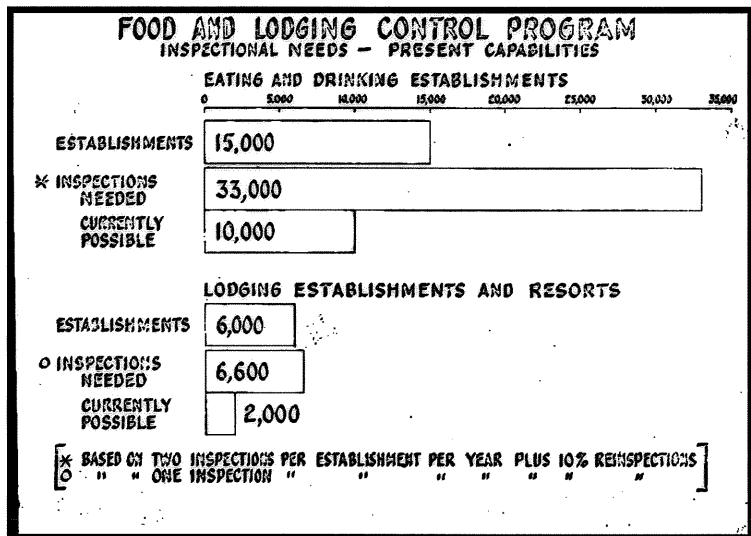 FOOD AND LODGING CONTROL PROGRAM
INSPECTIONAL NEEDS — PRESENT CAPABILITIES
EATING AND DRINKING ESTABLISHMENTS
0 5,000 10,000 15,000 20,000 25,000 30,000 35,000
ESTABLISHMENTS 15,000
* INSPECTIONS
NEEDED 33,000
CURRENTLY
POSSIBLE 10,000
LODGING ESTABLISHMENTS AND RESORTS
ESTABLISHMENTS 6,000
O INSPECTIONS
NEEDED 6,600
CURRENTLY
POSSIBLE 2,000
* BASED ON TWO INSPECTIONS PER ESTABLISHMENT PER YEAR PLUS 10% REINSPECTIONS
O " " ONE INSPECTION " " " " " " "